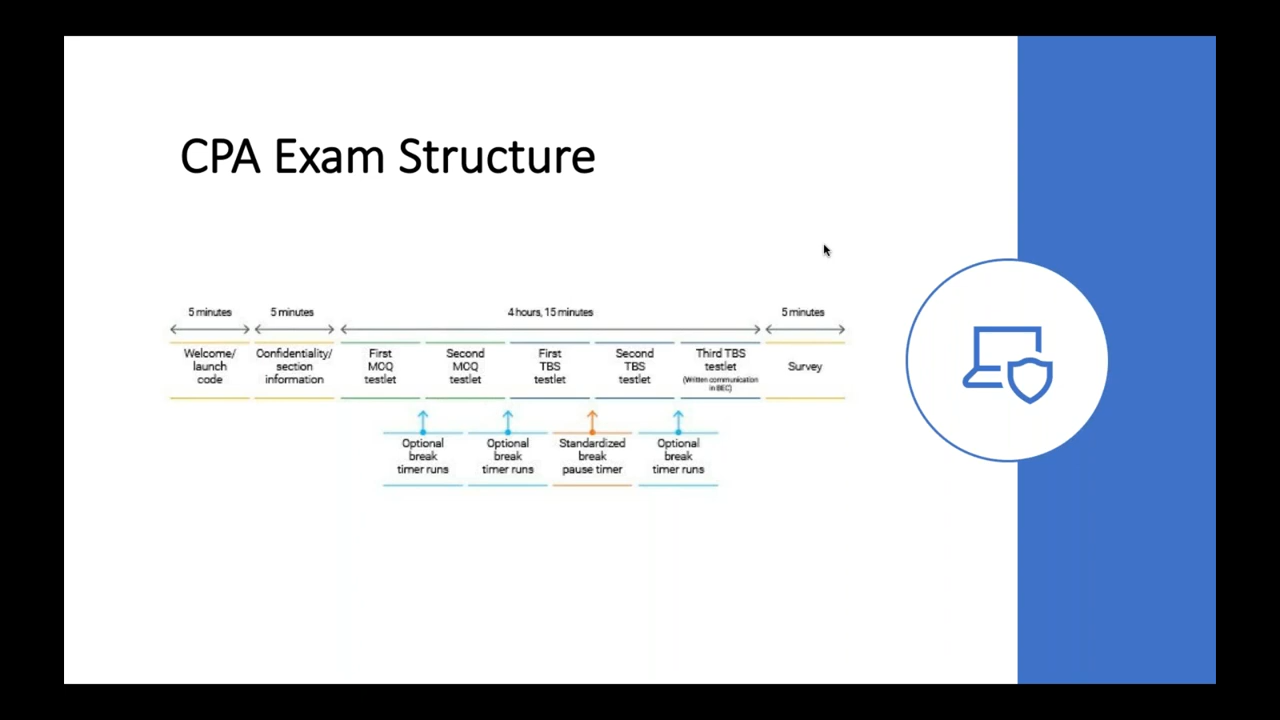 CPA Exam Structure
5 minutes
5 minutes
4 hours, 15 minutes
5 minutes
Welcome/
launch
code
Confidentiality/
section
information
First
MCQ
testlet
Second
MCQ
testlet
First
TBS
testlet
Second
TBS
testlet
Third TBS
testlet
(Written communication
in BEC)
Survey
Optional
break
timer runs
Optional
break
timer runs
Standardized
break
pause timer
Optional
break
timer runs